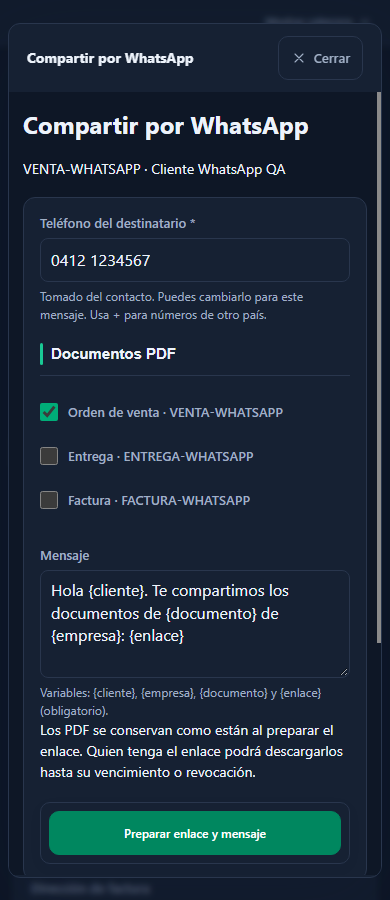 Compartir por WhatsApp
Cerrar
Compartir por WhatsApp
VENTA-WHATSAPP · Cliente WhatsApp QA
Teléfono del destinatario *
0412 1234567
Tomado del contacto. Puedes cambiarlo para este
mensaje. Usa + para números de otro país.
Documentos PDF
Orden de venta · VENTA-WHATSAPP
Entrega · ENTREGA-WHATSAPP
Factura · FACTURA-WHATSAPP
Mensaje
Hola {cliente}. Te compartimos los
documentos de {documento} de
{empresa}: {enlace}
Variables: {cliente}, {empresa}, {documento} y {enlace}
(obligatorio).
Los PDF se conservan como están al preparar el
enlace. Quien tenga el enlace podrá descargarlos
hasta su vencimiento o revocación.
Preparar enlace y mensaje